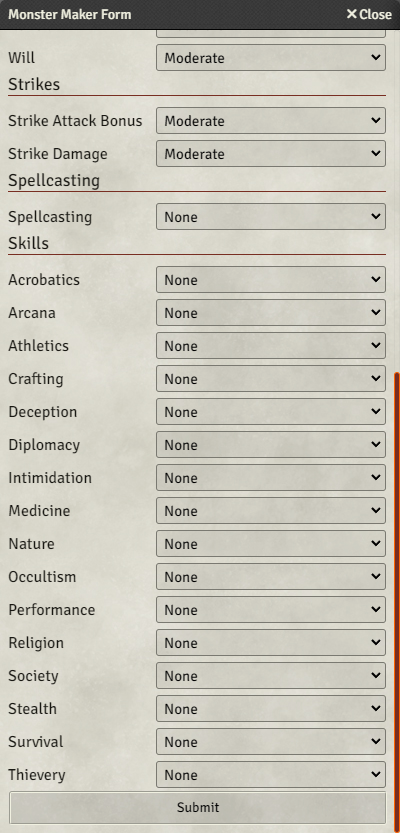 Monster Maker Form ✕ Close
Will Moderate
Strikes
Strike Attack Bonus Moderate
Strike Damage Moderate
Spellcasting
Spellcasting None
Skills
Acrobatics None
Arcana None
Athletics None
Crafting None
Deception None
Diplomacy None
Intimidation None
Medicine None
Nature None
Occultism None
Performance None
Religion None
Society None
Stealth None
Survival None
Thievery None
Submit